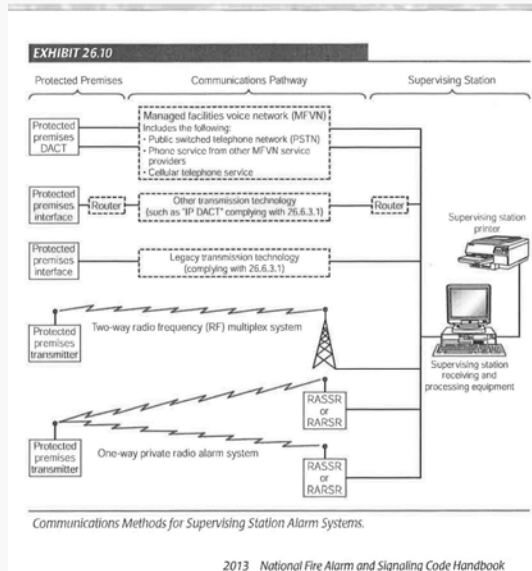 EXHIBIT 26.10
Protected Premises
Communications Pathway
Supervising Station
Protected
premises
DACT
Managed facilities voice network (MFVN)
Includes the following:
• Public switched telephone network (PSTN)
• Phone service from other MFVN service
providers
• Cellular telephone service
Protected
premises
interface
Router
Other transmission technology
(such as "IP DACT" complying with 26.6.3.1)
Router
Supervising station
printer
Protected
premises
interface
Legacy transmission technology
(complying with 26.6.3.1)
Two-way radio frequency (RF) multiplex system
Protected
premises
transmitter
Supervising station
receiving and
processing equipment
RASSR
or
RARSR
One-way private radio alarm system
Protected
premises
transmitter
RASSR
or
RARSR
Communications Methods for Supervising Station Alarm Systems.
2013 National Fire Alarm and Signaling Code Handbook